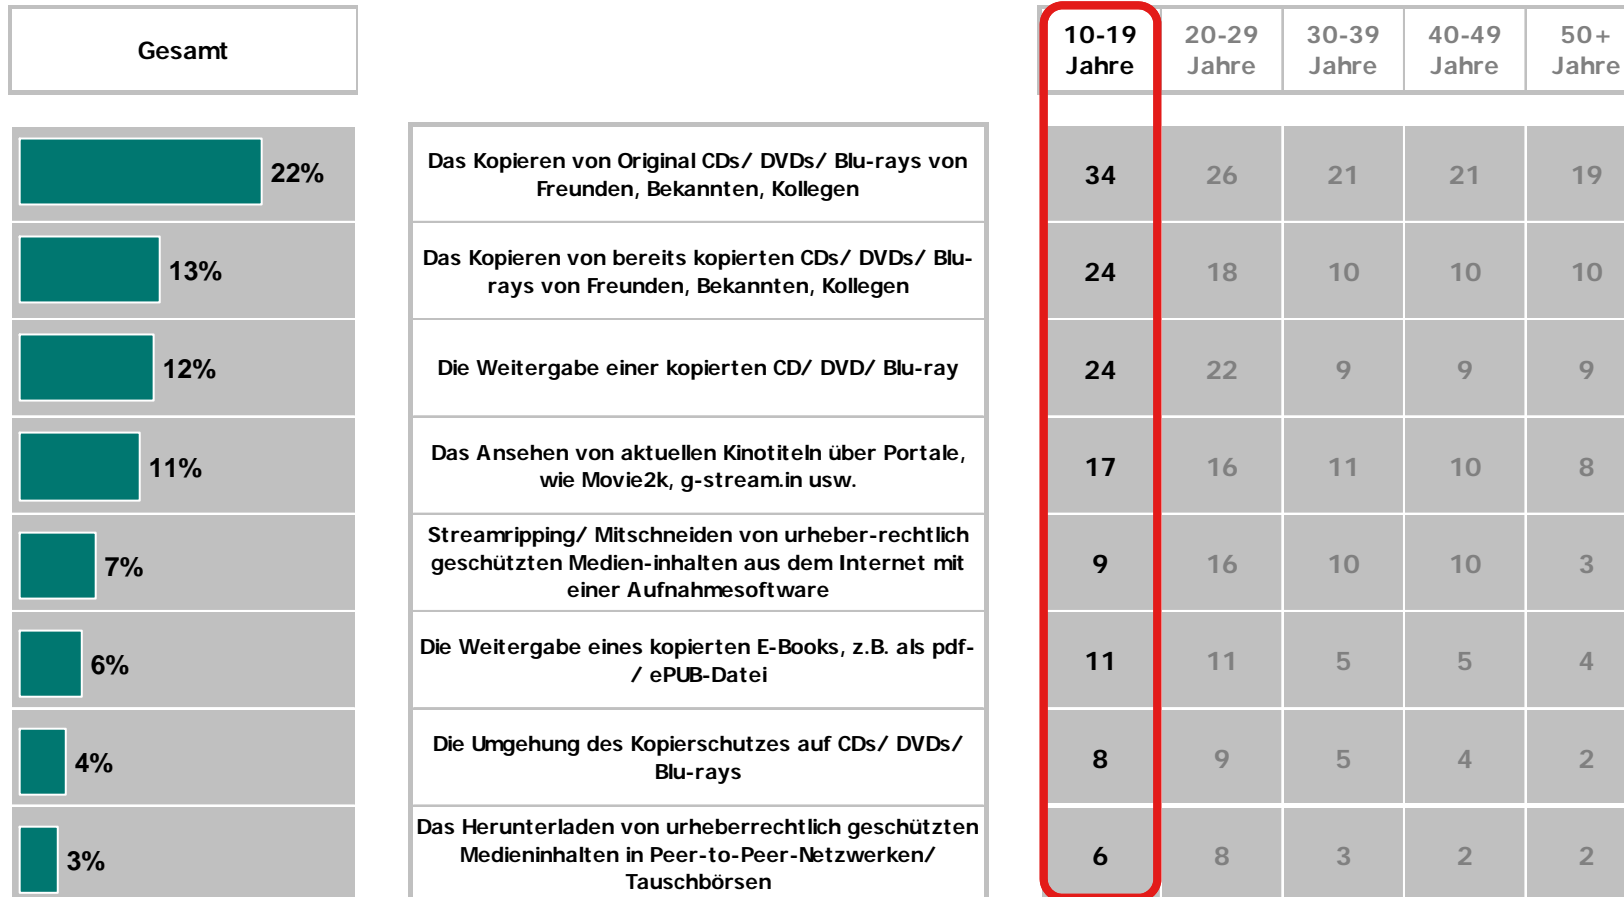 Gesamt
10-19 Jahre
20-29 Jahre
30-39 Jahre
40-49 Jahre
50+ Jahre
22%
Das Kopieren von Original CDs/ DVDs/ Blu-rays von
Freunden, Bekannten, Kollegen
34 26 21 21 19
13%
Das Kopieren von bereits kopierten CDs/ DVDs/ Blu-
rays von Freunden, Bekannten, Kollegen
24 18 10 10 10
12%
Die Weitergabe einer kopierten CD/ DVD/ Blu-ray
24 22 9 9 9
11%
Das Ansehen von aktuellen Kinotiteln über Portale,
wie Movie2k, g-stream.in usw.
17 16 11 10 8
7%
Streamripping/ Mitschneiden von urheber-rechtlich
geschützten Medien-inhalten aus dem Internet mit
einer Aufnahmesoftware
9 16 10 10 3
6%
Die Weitergabe eines kopierten E-Books, z.B. als pdf-
/ ePUB-Datei
11 11 5 5 4
4%
Die Umgehung des Kopierschutzes auf CDs/ DVDs/
Blu-rays
8 9 5 4 2
3%
Das Herunterladen von urheberrechtlich geschützten
Medieninhalten in Peer-to-Peer-Netzwerken/
Tauschbörsen
6 8 3 2 2